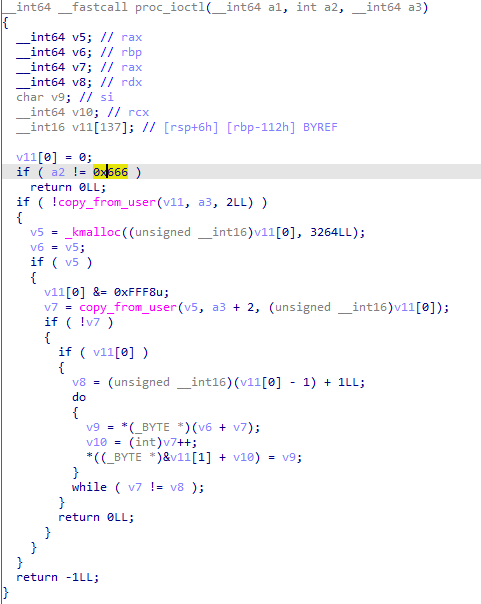 __int64 __fastcall proc_ioctl(__int64 a1, int a2, __int64 a3)
{
  __int64 v5; // rax
  __int64 v6; // rbp
  __int64 v7; // rax
  __int64 v8; // rdx
  char v9; // si
  __int64 v10; // rcx
  __int16 v11[137]; // [rsp+6h] [rbp-112h] BYREF

  v11[0] = 0;
  if ( a2 != 0x666 )
    return 0LL;
  if ( !copy_from_user(v11, a3, 2LL) )
  {
    v5 = _kmalloc((unsigned __int16)v11[0], 3264LL);
    v6 = v5;
    if ( v5 )
    {
      v11[0] &= 0xFFF8u;
      v7 = copy_from_user(v5, a3 + 2, (unsigned __int16)v11[0]);
      if ( !v7 )
      {
        if ( v11[0] )
        {
          v8 = (unsigned __int16)(v11[0] - 1) + 1LL;
          do
          {
            v9 = *(_BYTE *)(v6 + v7);
            v10 = (int)v7++;
            *((_BYTE *)&v11[1] + v10) = v9;
          }
          while ( v7 != v8 );
        }
        return 0LL;
      }
    }
  }
  return -1LL;
}